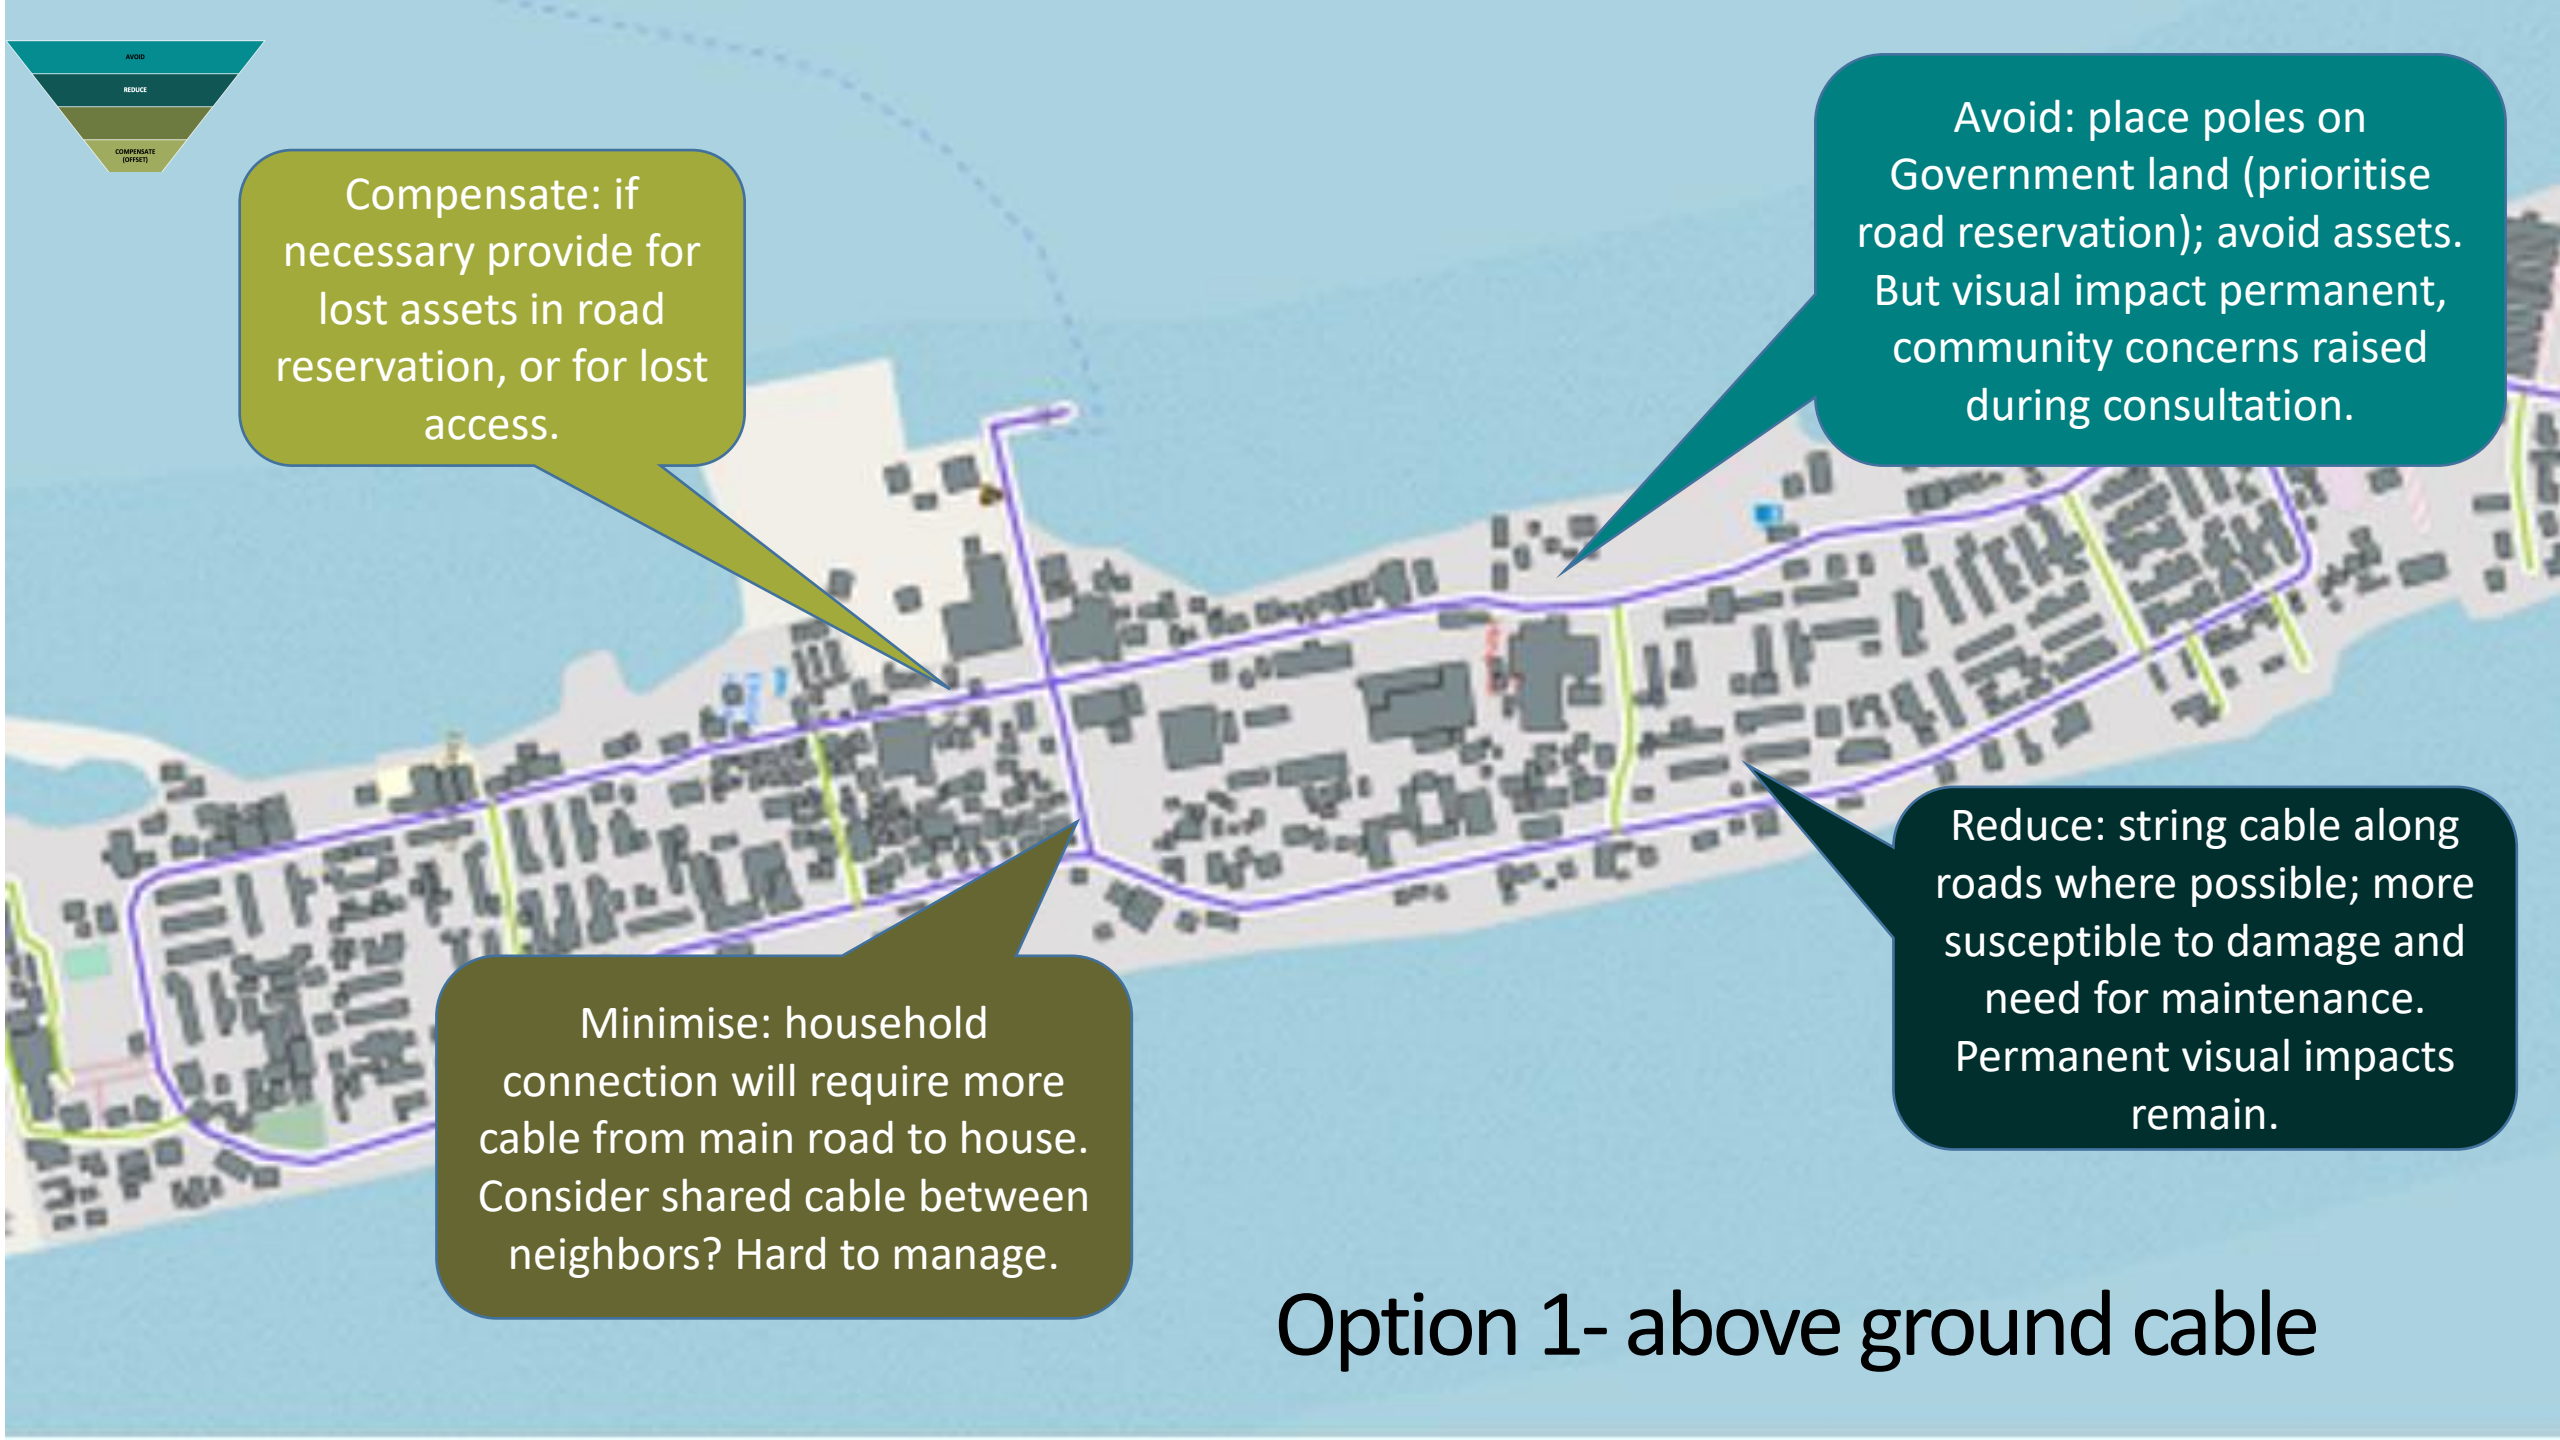 AVOID
REDUCE
COMPENSATE
(OFFSET)
Compensate: if
necessary provide for
lost assets in road
reservation, or for lost
access.
Avoid: place poles on
Government land (prioritise
road reservation); avoid assets.
But visual impact permanent,
community concerns raised
during consultation.
Minimise: household
connection will require more
cable from main road to house.
Consider shared cable between
neighbors? Hard to manage.
Reduce: string cable along
roads where possible; more
susceptible to damage and
need for maintenance.
Permanent visual impacts
remain.
Option 1- above ground cable